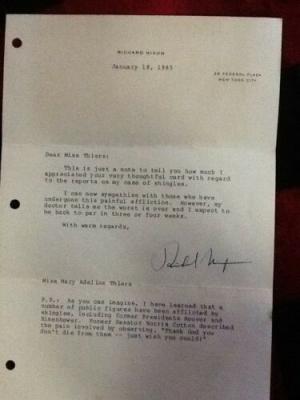 RICHARD NIXON
January 18, 1985
26 FEDERAL PLAZA
NEW YORK CITY
Dear Miss Thiers:
This is just a note to tell you how much I
appreciated your very thoughtful card with regard
to the reports on my case of shingles.
I can now sympathize with those who have
undergone this painful affliction. However, my
doctor tells me the worst is over and I expect to
be back to par in three or four weeks.
With warm regards,
Miss Mary Adeline Thiers
P.S.: As you can imagine, I have learned that a
number of public figures have been afflicted by
shingles, including former Presidents Hoover and
Eisenhower. Former Senator Norris Cotton described
the pain involved by observing, "Thank God you
don't die from them -- just wish you could!"